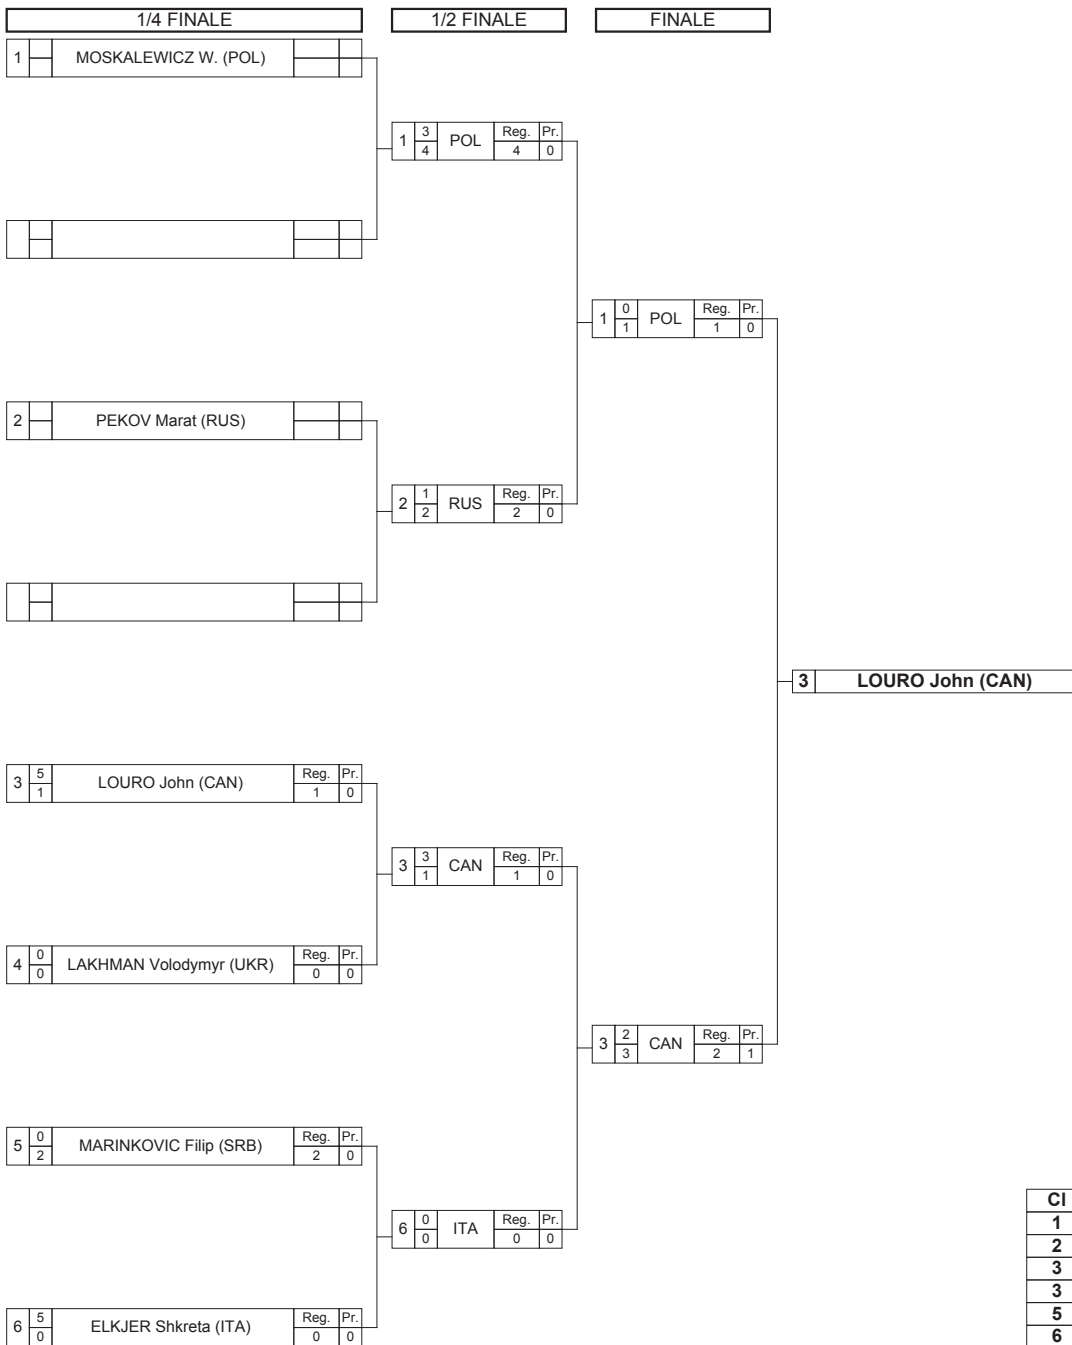 1/4 FINALE 1/2 FINALE FINALE
1 MOSKALEWICZ W. (POL)
1 3 4 POL Reg. Pr. 4 0
2 PEKOV Marat (RUS)
2 1 2 RUS Reg. Pr. 2 0
1 0 1 POL Reg. Pr. 1 0
3 LOURO John (CAN)
3 5 1 LOURO John (CAN) Reg. Pr. 1 0
3 3 1 CAN Reg. Pr. 1 0
4 0 0 LAKHMAN Volodymyr (UKR) Reg. Pr. 0 0
3 2 3 CAN Reg. Pr. 2 1
5 0 2 MARINKOVIC Filip (SRB) Reg. Pr. 2 0
6 0 0 ITA Reg. Pr. 0 0
6 5 0 ELKJER Shkreta (ITA) Reg. Pr. 0 0
Cl
1
2
3
3
5
6